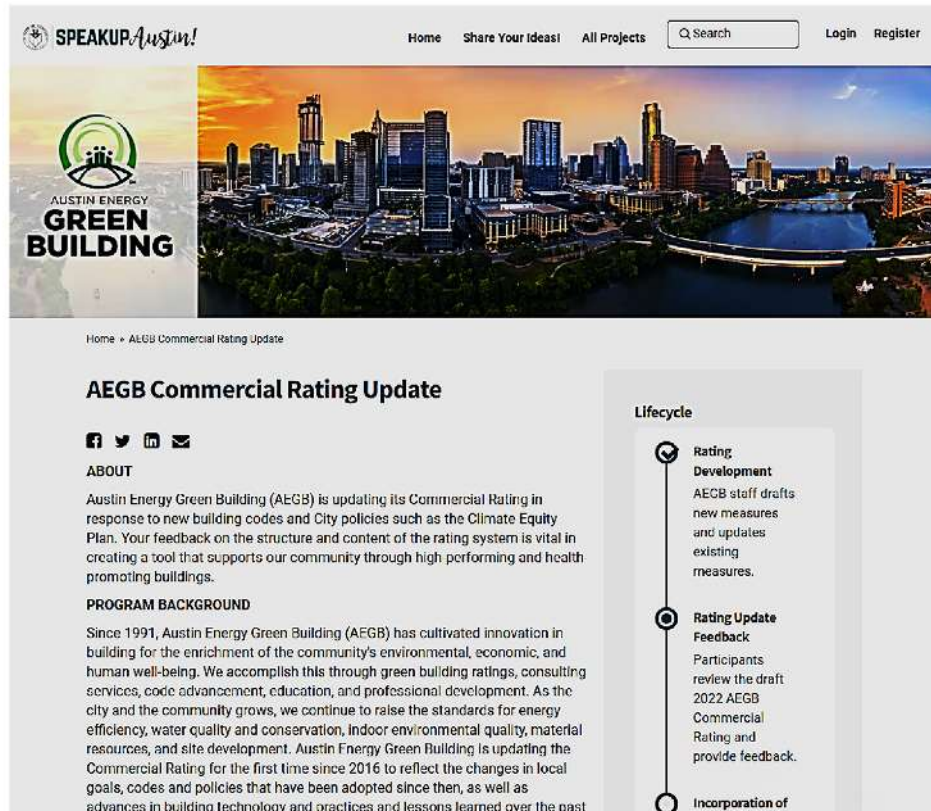 SPEAKUP Austin!
Home Share Your Ideas! All Projects Search Login Register
AUSTIN ENERGY
GREEN
BUILDING
Home » AEGB Commercial Rating Update
AEGB Commercial Rating Update
ABOUT
Austin Energy Green Building (AEGB) is updating its Commercial Rating in
response to new building codes and City policies such as the Climate Equity
Plan. Your feedback on the structure and content of the rating system is vital in
creating a tool that supports our community through high-performing and health-
promoting buildings.
PROGRAM BACKGROUND
Since 1991, Austin Energy Green Building (AEGB) has cultivated innovation in
building for the enrichment of the community's environmental, economic, and
human well-being. We accomplish this through green building ratings, consulting
services, code advancement, education, and professional development. As the
city and the community grows, we continue to raise the standards for energy
efficiency, water quality and conservation, indoor environmental quality, material
resources, and site development. Austin Energy Green Building is updating the
Commercial Rating for the first time since 2016 to reflect the changes in local
goals, codes and policies that have been adopted since then, as well as
advances in building technology and practices and lessons learned over the past
Lifecycle
Rating
Development
AEGB staff drafts
new measures
and updates
existing
measures.
Rating Update
Feedback
Participants
review the draft
2022 AEGB
Commercial
Rating and
provide feedback.
Incorporation of